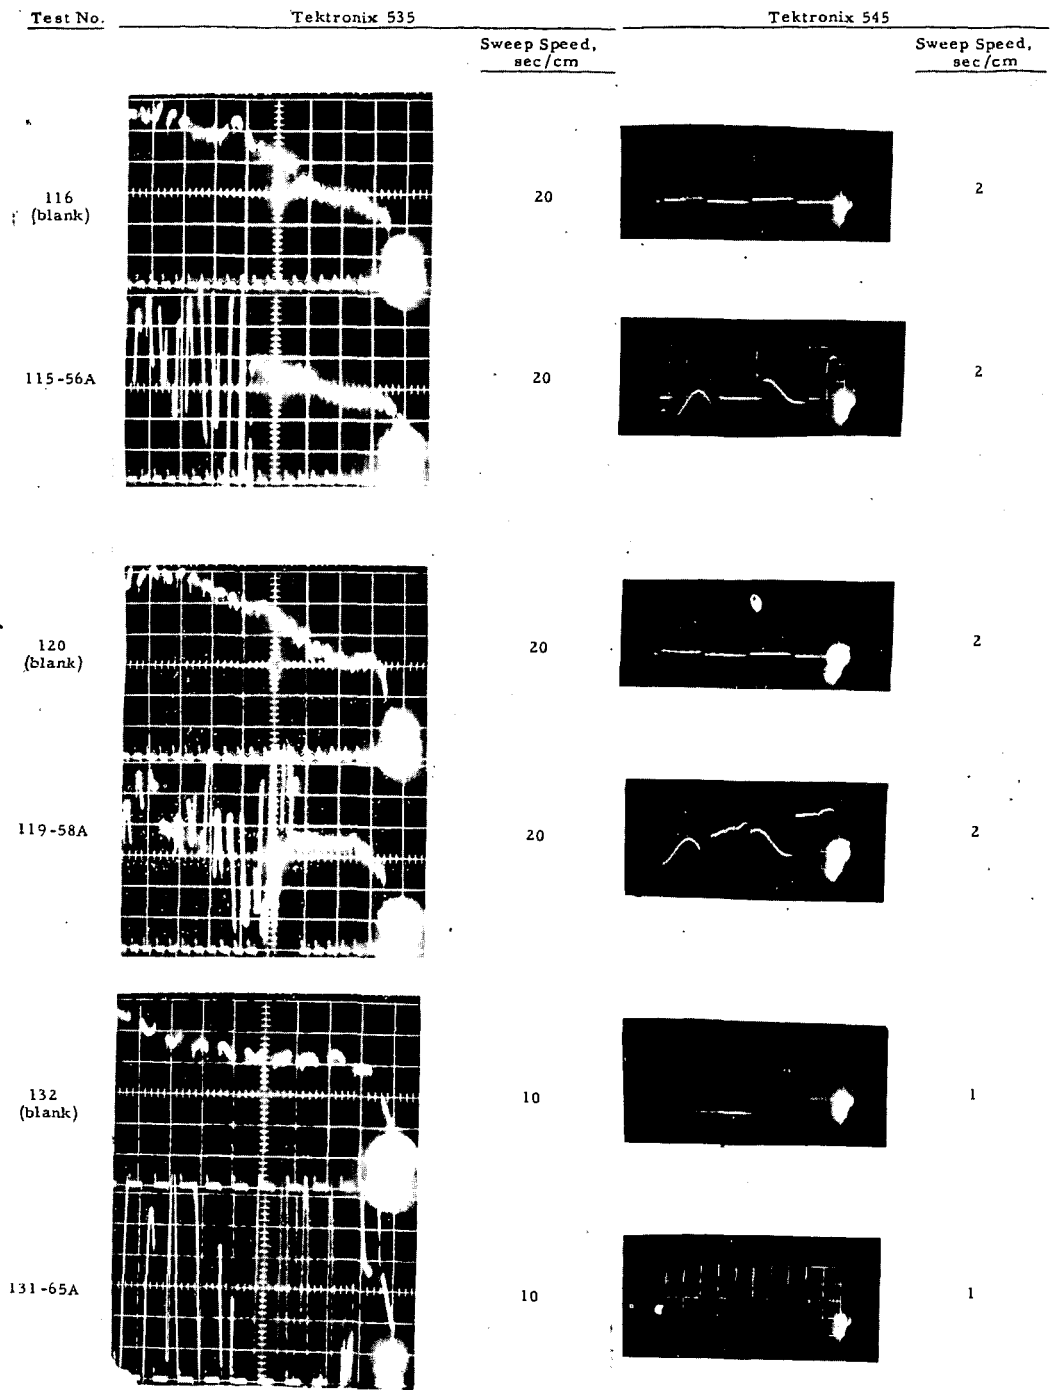 Test No. Tektronix 535 Tektronix 545
Sweep Speed, Sweep Speed,
sec/cm sec/cm
116 20 2
(blank)
115-56A 20 2
120 20 2
(blank)
119-58A 20 2
132 10 1
(blank)
131-65A 10 1